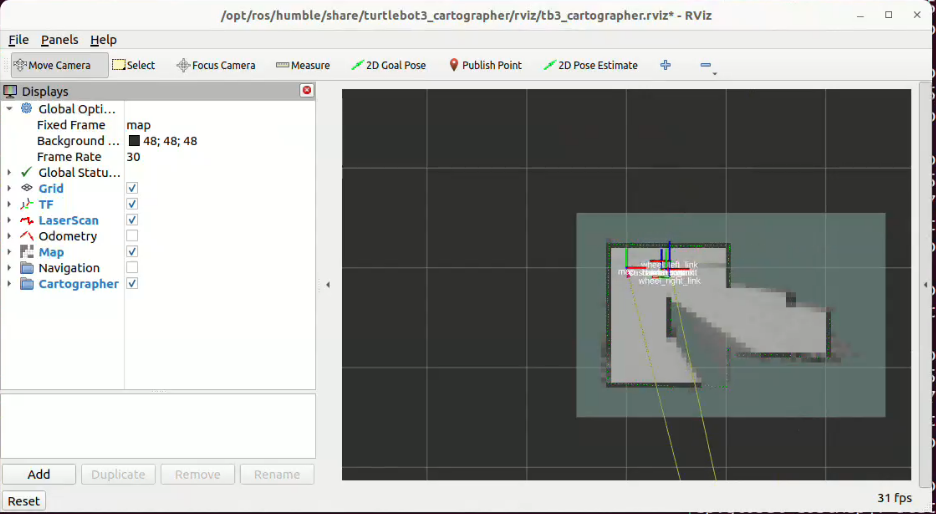 /opt/ros/humble/share/turtlebot3_cartographer/rviz/tb3_cartographer.rviz* - RViz
File Panels Help
Move Camera Select Focus Camera Measure 2D Goal Pose Publish Point 2D Pose Estimate
Displays
Global Opti...
Fixed Frame map
Background ... 48; 48; 48
Frame Rate 30
Global Statu...
Grid
TF
LaserScan
Odometry
Map
Navigation
Cartographer
wheel_left_link
wheel_right_link
Add Duplicate Remove Rename
Reset
31 fps